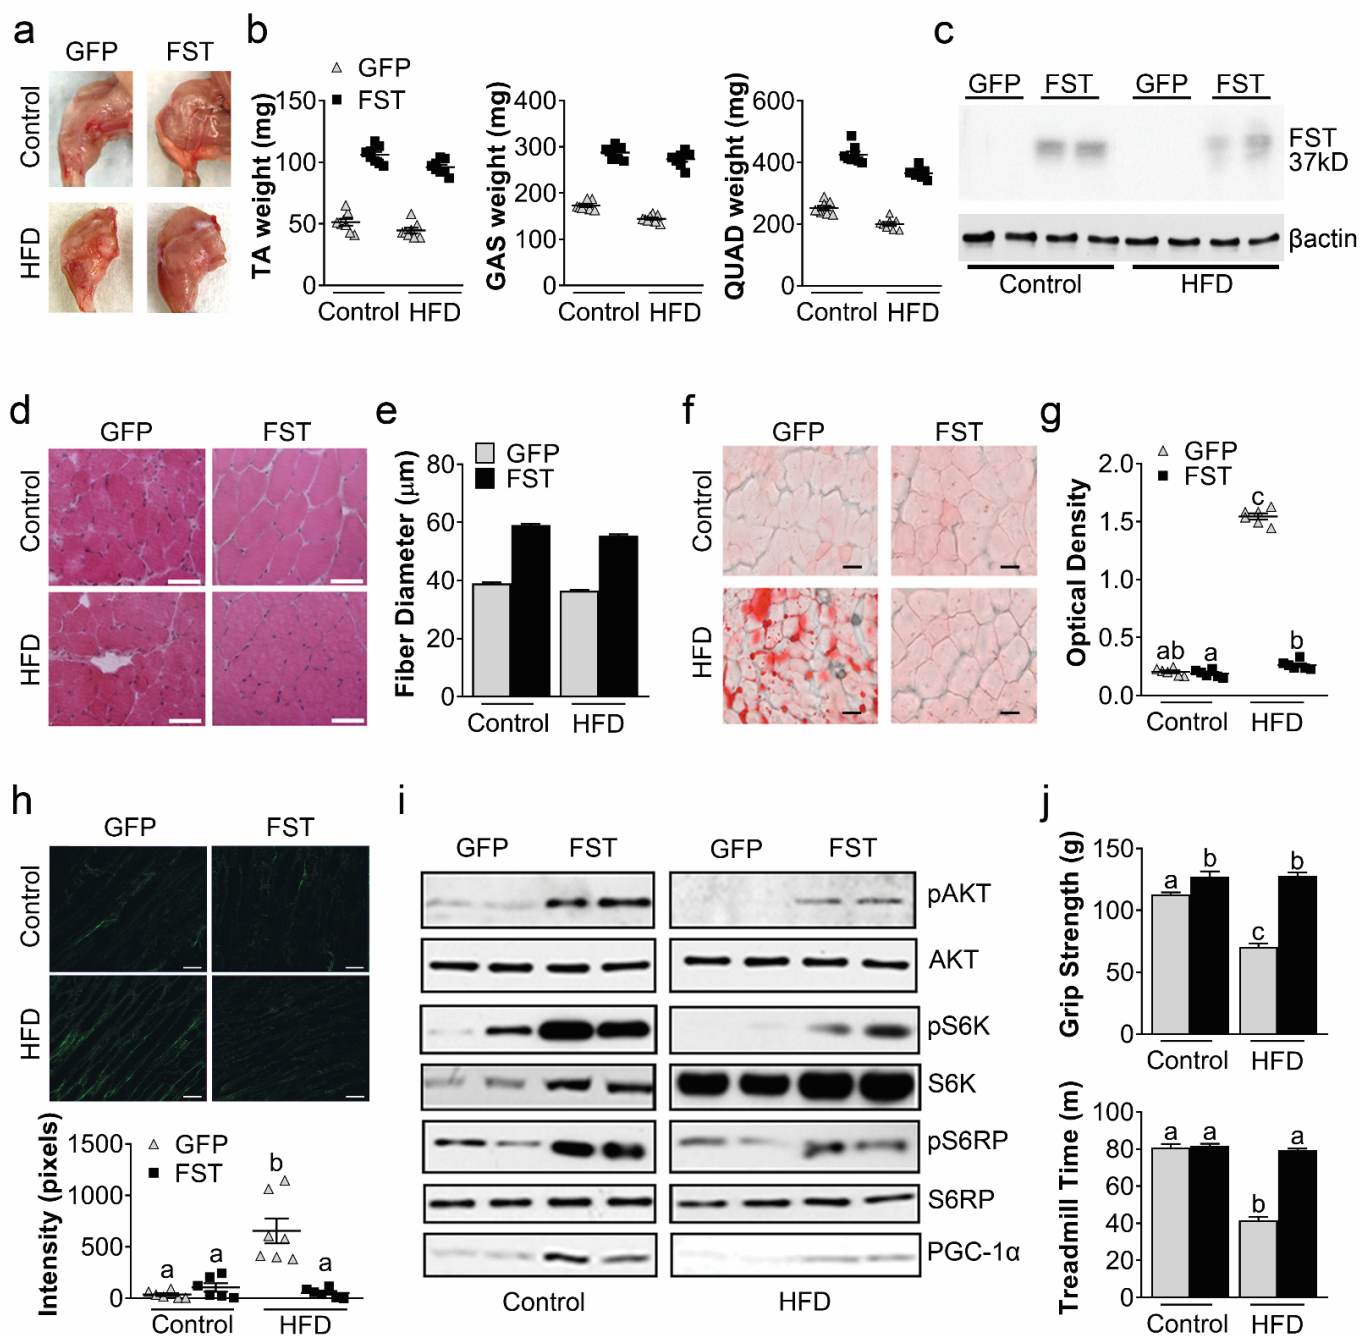 a
GFP FST
Control
HFD
b
GFP
FST
TA weight (mg)
150
100
50
0
Control HFD
GAS weight (mg)
400
300
200
100
0
Control HFD
QUAD weight (mg)
600
400
200
0
Control HFD
c
GFP FST GFP FST
FST
37kD
βactin
Control HFD
d
GFP FST
Control
HFD
e
GFP
FST
Fiber Diameter (μm)
80
60
40
20
0
Control HFD
f
GFP FST
Control
HFD
g
GFP
FST
Optical Density
2.0
1.5
1.0
0.5
0.0
ab a c b
Control HFD
h
GFP FST
Control
HFD
Intensity (pixels)
1500
1000
500
0
GFP
FST
a a b a
Control HFD
i
GFP FST GFP FST
pAKT
AKT
pS6K
S6K
pS6RP
S6RP
PGC-1α
Control HFD
j
Grip Strength (g)
150
100
50
0
a b c b
Control HFD
Treadmill Time (m)
100
80
60
40
20
0
a a b a
Control HFD